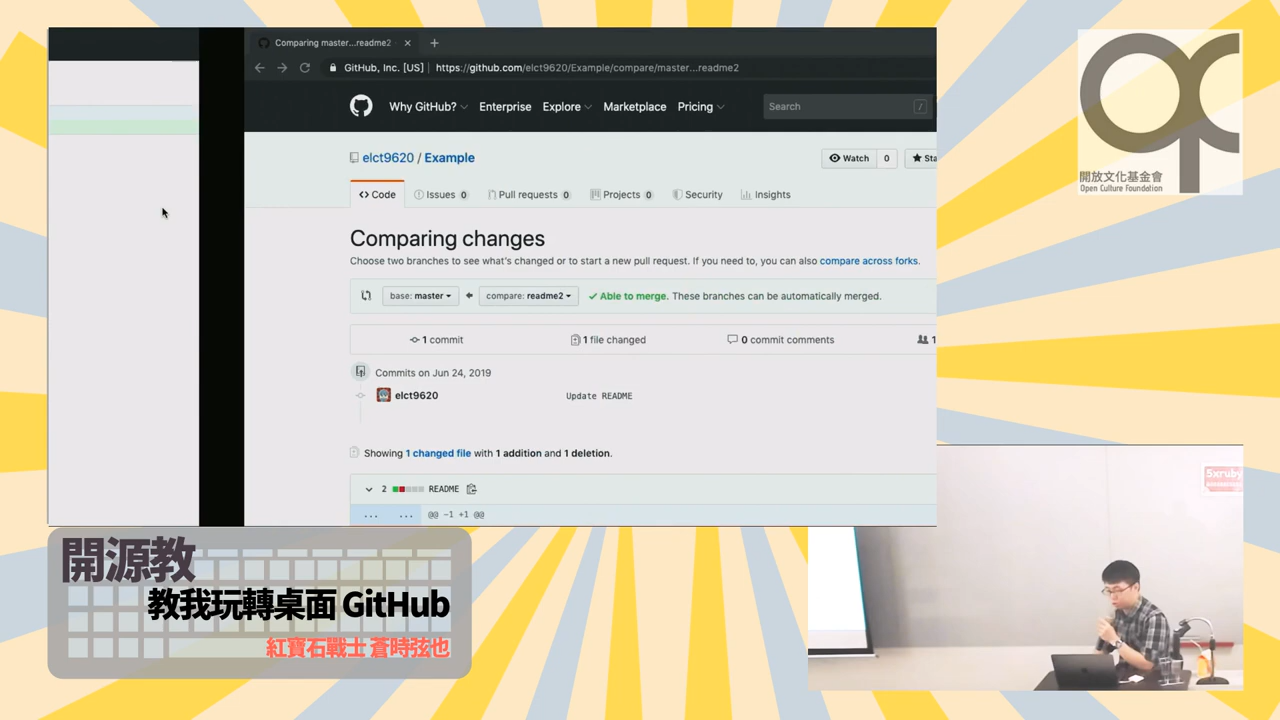 Comparing master...readme2
GitHub, Inc. [US] | https://github.com/elct9620/Example/compare/master...readme2
Why GitHub? Enterprise Explore Marketplace Pricing Search /
elct9620 / Example
Watch 0 Sta
Code Issues 0 Pull requests 0 Projects 0 Security Insights
Comparing changes
Choose two branches to see what's changed or to start a new pull request. If you need to, you can also compare across forks.
base: master compare: readme2 Able to merge. These branches can be automatically merged.
1 commit 1 file changed 0 commit comments 1
Commits on Jun 24, 2019
elct9620 Update README
Showing 1 changed file with 1 addition and 1 deletion.
2 README
... ... @@ -1 +1 @@
開放文化基金會
Open Culture Foundation
5xruby
開源教
教我玩轉桌面 GitHub
紅寶石戰士 蒼時弦也